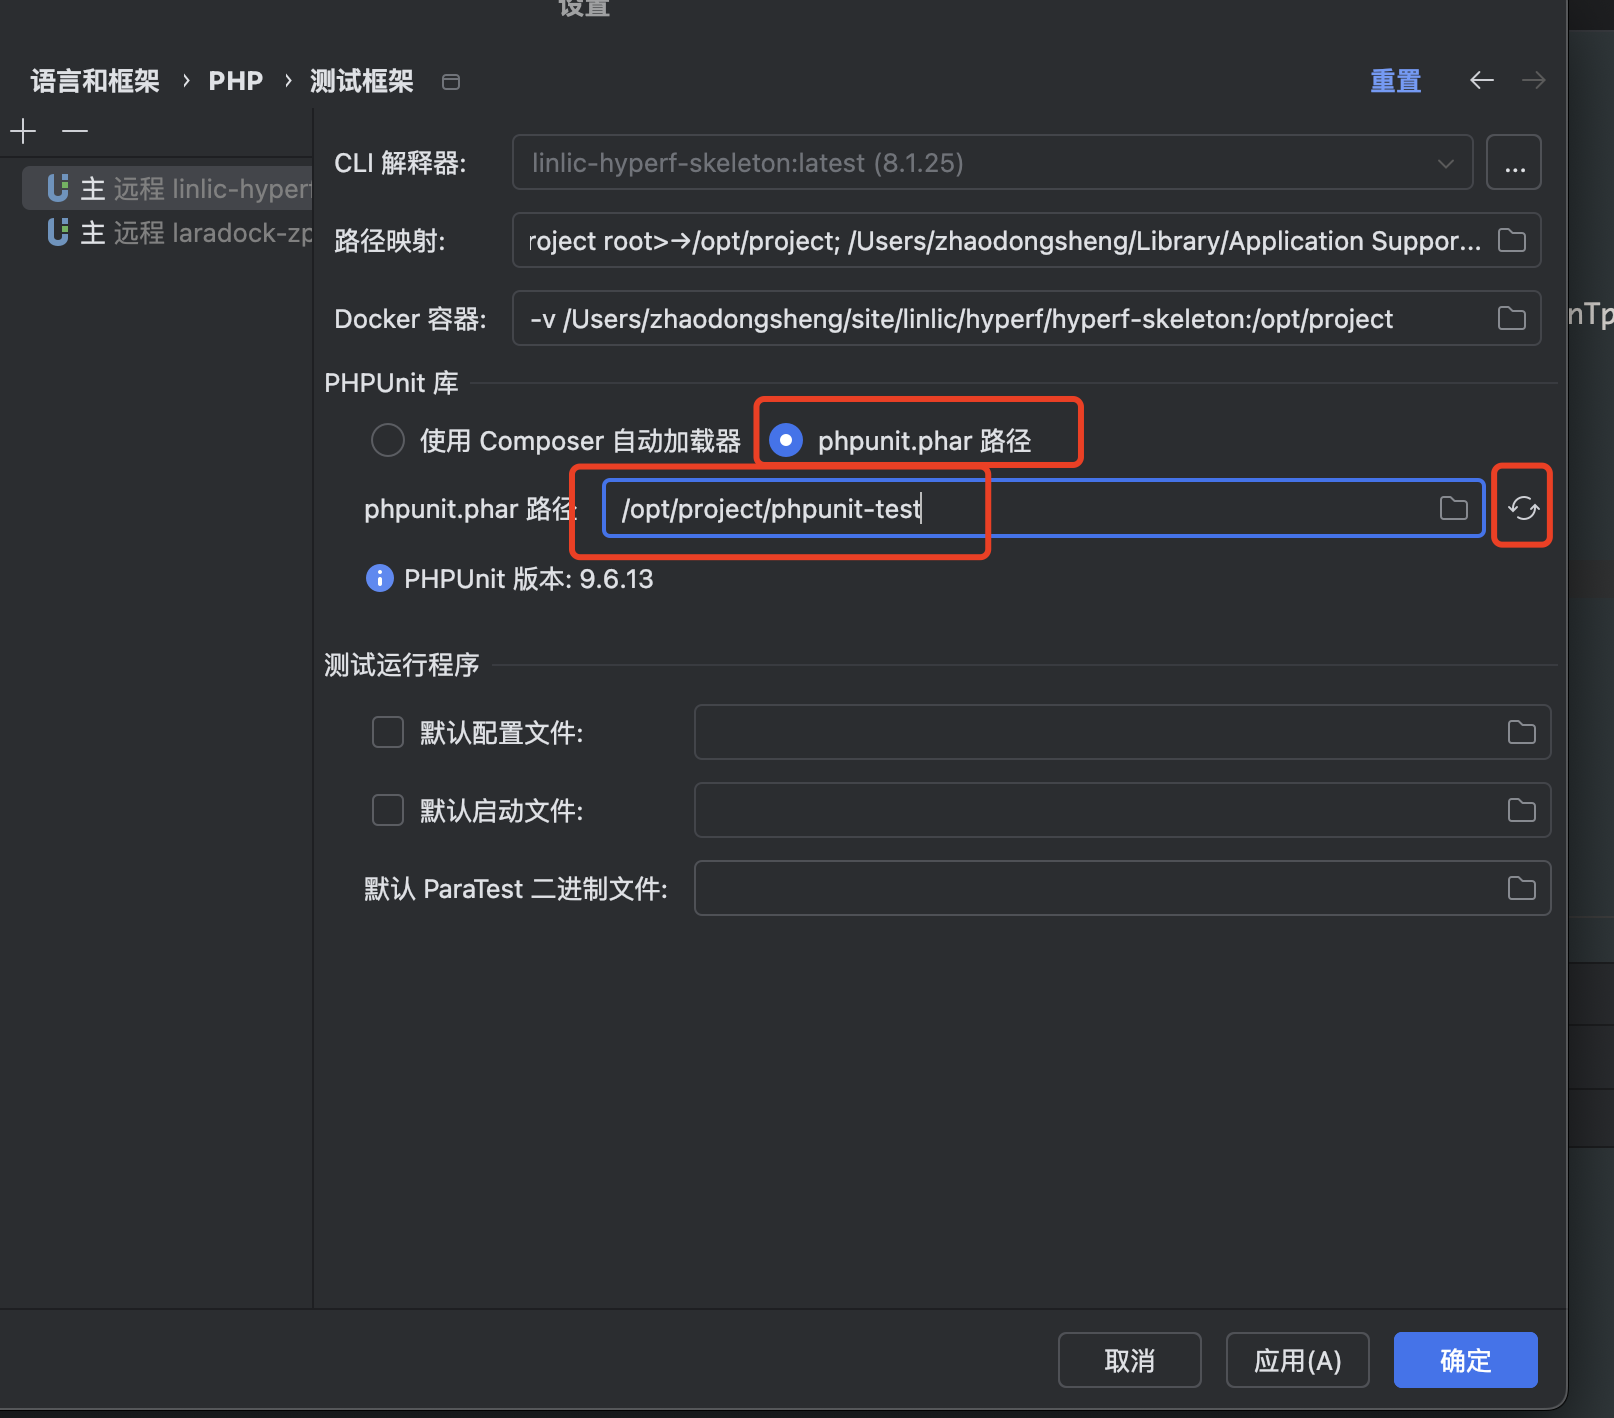 设置
语言和框架 › PHP › 测试框架
重置
主 远程 linlic-hyperf
主 远程 laradock-zp
CLI 解释器:
linlic-hyperf-skeleton:latest (8.1.25)
...
路径映射:
roject root>→/opt/project; /Users/zhaodongsheng/Library/Application Suppor...
Docker 容器:
-v /Users/zhaodongsheng/site/linlic/hyperf/hyperf-skeleton:/opt/project
nTp
PHPUnit 库
使用 Composer 自动加载器
phpunit.phar 路径
phpunit.phar 路径
/opt/project/phpunit-test
PHPUnit 版本: 9.6.13
测试运行程序
默认配置文件:
默认启动文件:
默认 ParaTest 二进制文件:
取消
应用(A)
确定